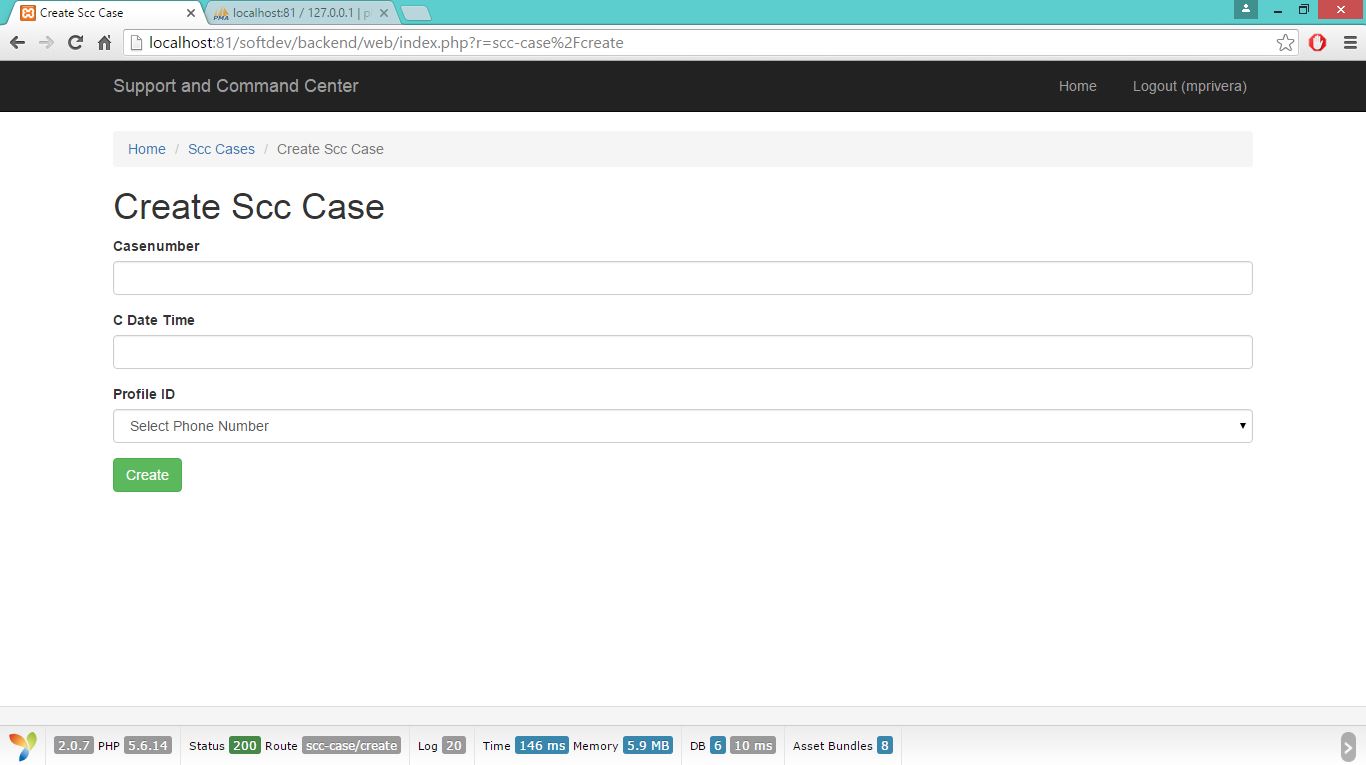 Create Scc Case
PMA localhost:81 / 127.0.0.1 | p
localhost:81/softdev/backend/web/index.php?r=scc-case%2Fcreate
Support and Command Center
Home
Logout (mprivera)
Home / Scc Cases / Create Scc Case
Create Scc Case
Casenumber
C Date Time
Profile ID
Select Phone Number
Create
2.0.7 PHP 5.6.14 Status 200 Route scc-case/create Log 20 Time 146 ms Memory 5.9 MB DB 6 10 ms Asset Bundles 8